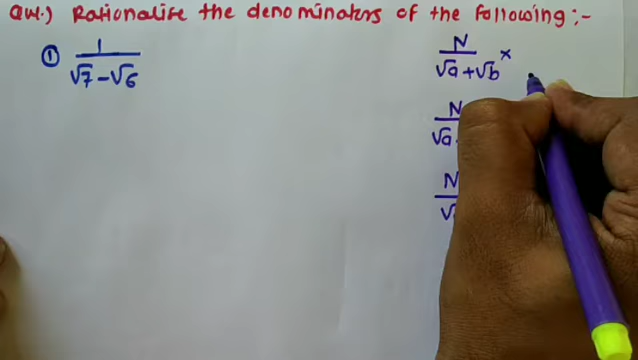 QW.) Rationalise the denominators of the following :-
① 1/(√7-√6)
N/(√a+√b) ×
N/√a
N/√